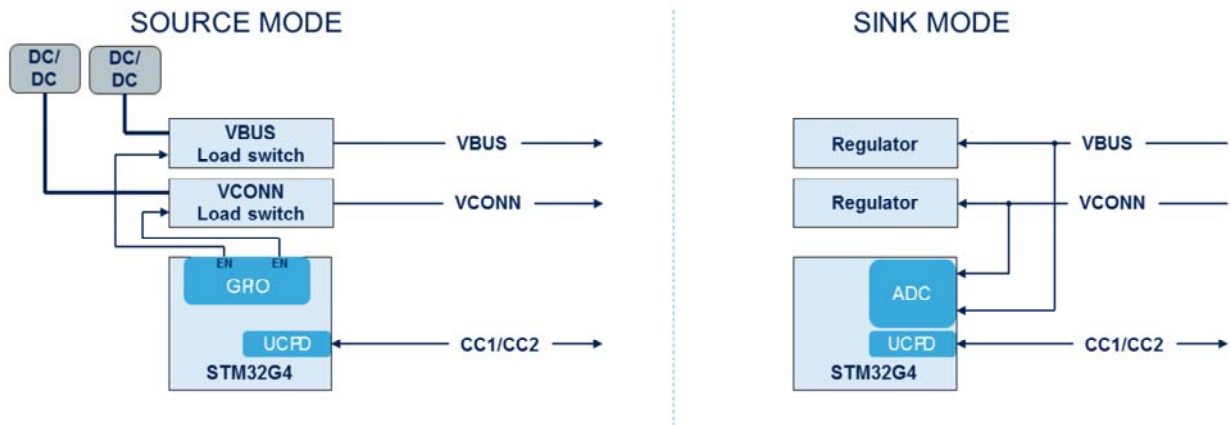 SOURCE MODE
DC/
DC
DC/
DC
VBUS
Load switch
VBUS
VCONN
Load switch
VCONN
EN
EN
GPIO
UCPD
CC1/CC2
STM32G4
SINK MODE
Regulator
VBUS
Regulator
VCONN
ADC
UCPD
CC1/CC2
STM32G4